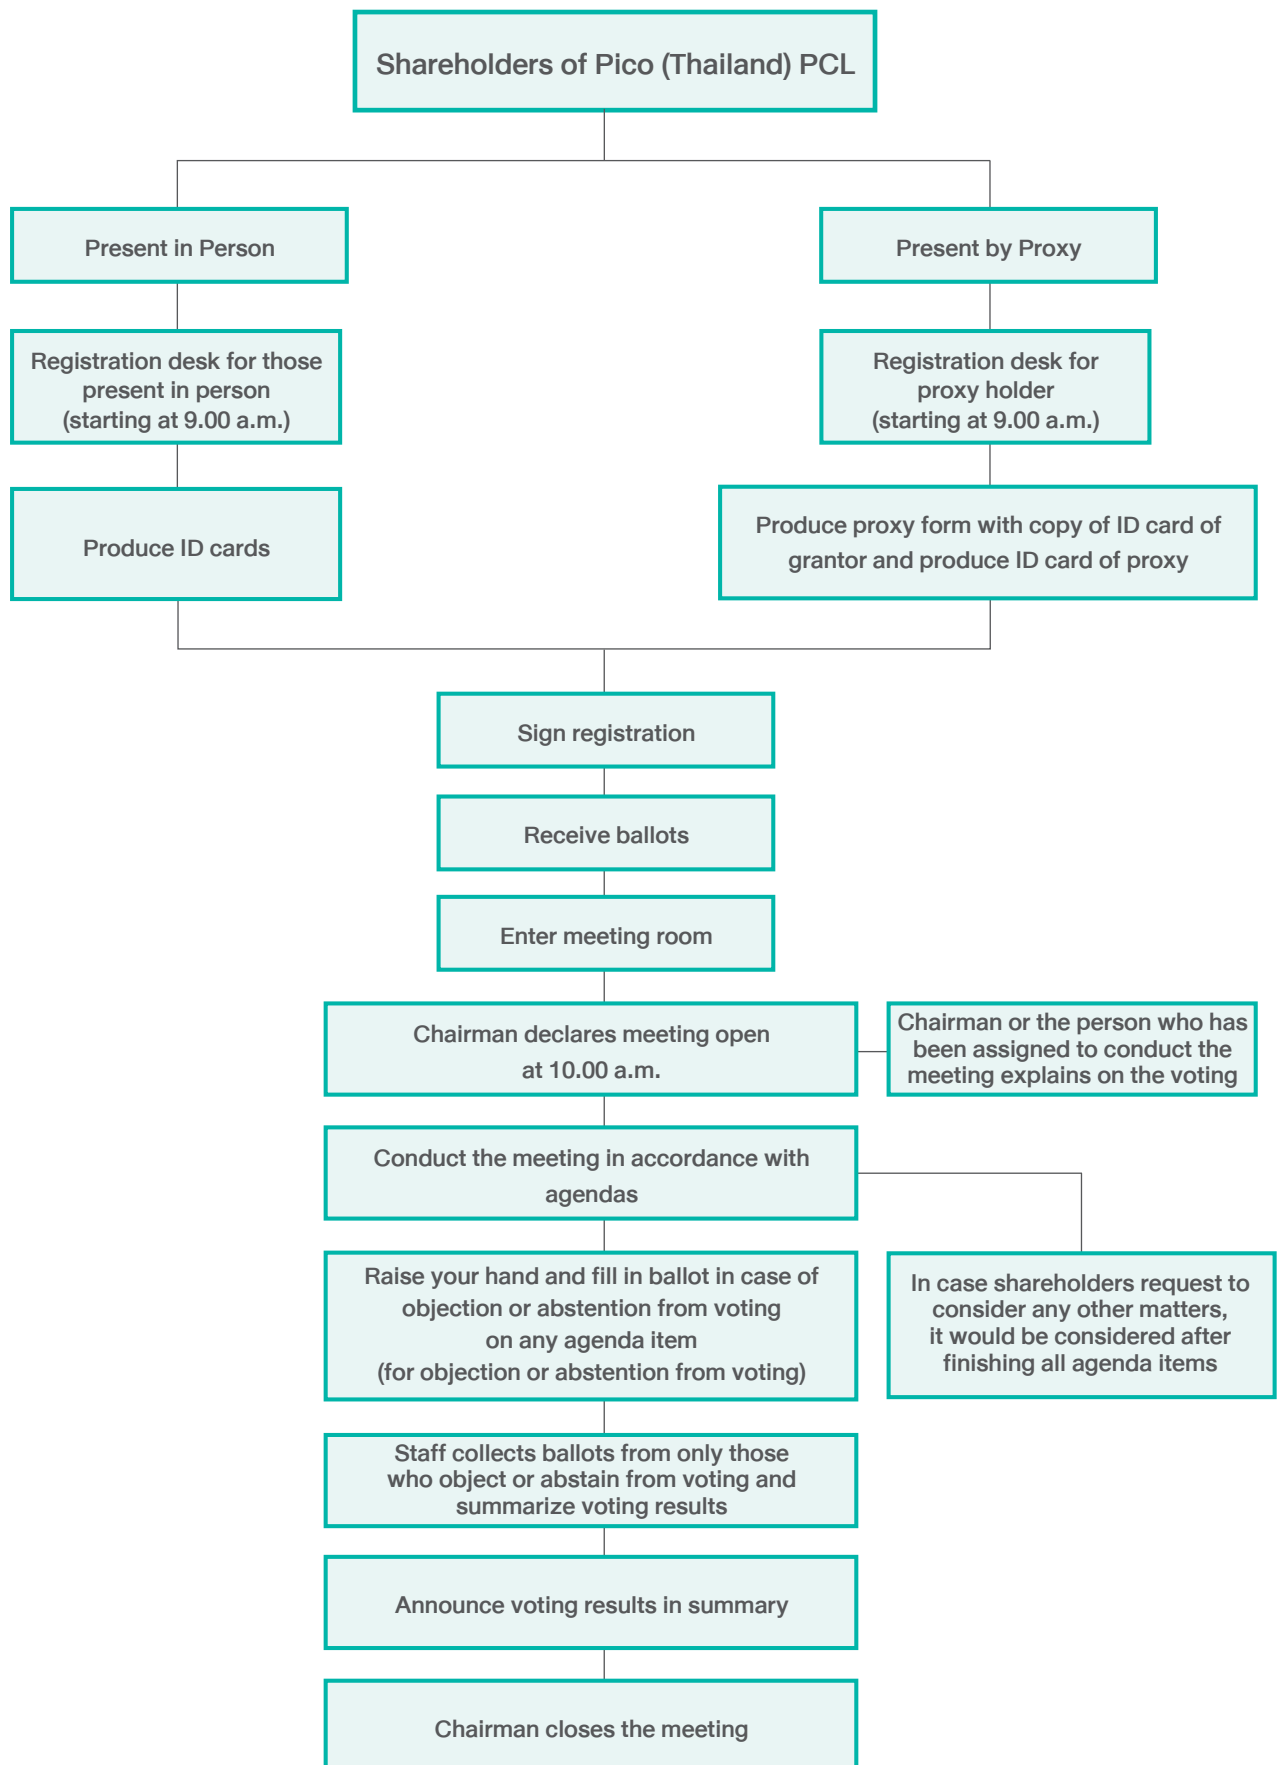 Shareholders of Pico (Thailand) PCL
Present in Person
Present by Proxy
Registration desk for those
present in person
(starting at 9.00 a.m.)
Registration desk for
proxy holder
(starting at 9.00 a.m.)
Produce ID cards
Produce proxy form with copy of ID card of
grantor and produce ID card of proxy
Sign registration
Receive ballots
Enter meeting room
Chairman declares meeting open
at 10.00 a.m.
Chairman or the person who has
been assigned to conduct the
meeting explains on the voting
Conduct the meeting in accordance with
agendas
Raise your hand and fill in ballot in case of
objection or abstention from voting
on any agenda item
(for objection or abstention from voting)
In case shareholders request to
consider any other matters,
it would be considered after
finishing all agenda items
Staff collects ballots from only those
who object or abstain from voting and
summarize voting results
Announce voting results in summary
Chairman closes the meeting